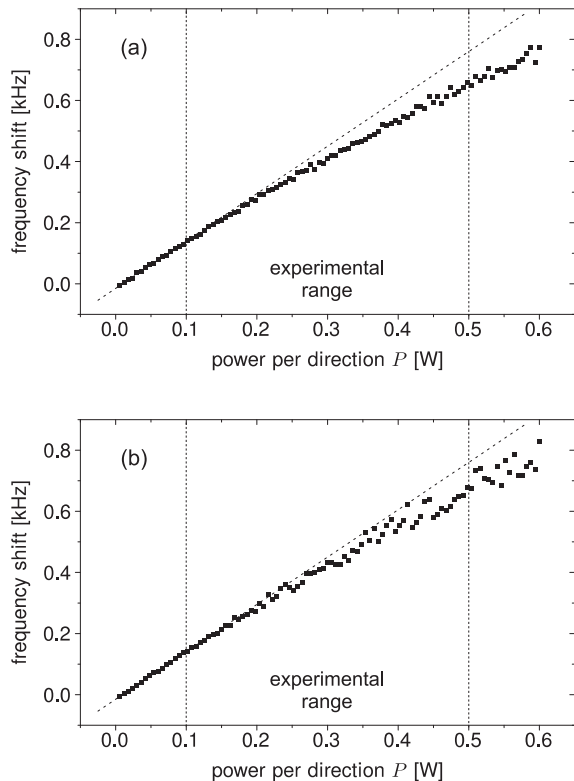 (a)
frequency shift [kHz]
0.8
0.6
0.4
0.2
0.0
experimental
range
0.0 0.1 0.2 0.3 0.4 0.5 0.6
power per direction P [W]
(b)
frequency shift [kHz]
0.8
0.6
0.4
0.2
0.0
experimental
range
0.0 0.1 0.2 0.3 0.4 0.5 0.6
power per direction P [W]